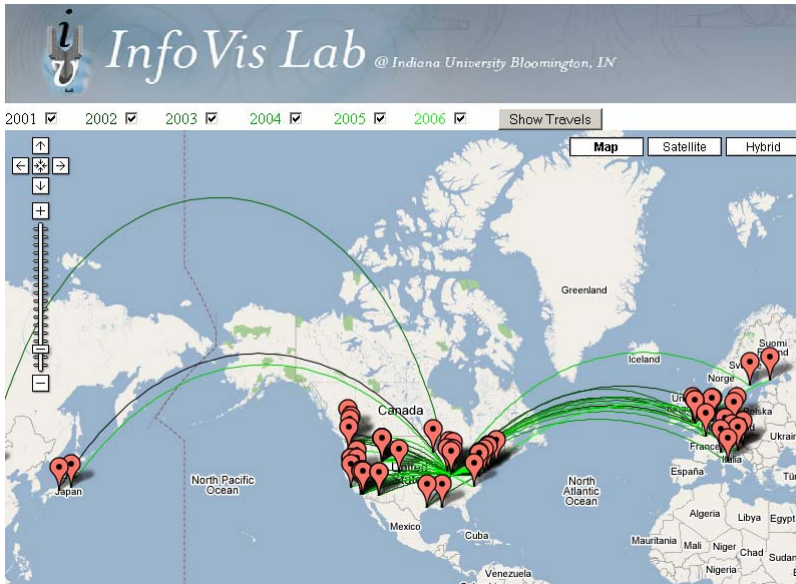 iv
InfoVis Lab @ Indiana University Bloomington, IN
2001 2002 2003 2004 2005 2006 Show Travels
Map Satellite Hybrid
Greenland
Iceland
Suomi
Norge
Canada
Polska
Ukrain
France
Italia
España
Japan
North Pacific
Ocean
North
Atlantic
Ocean
Mexico
Cuba
Algeria Libya Egypt
Mauritania Mali Niger Chad Sudan
Nigeria
Venezuela